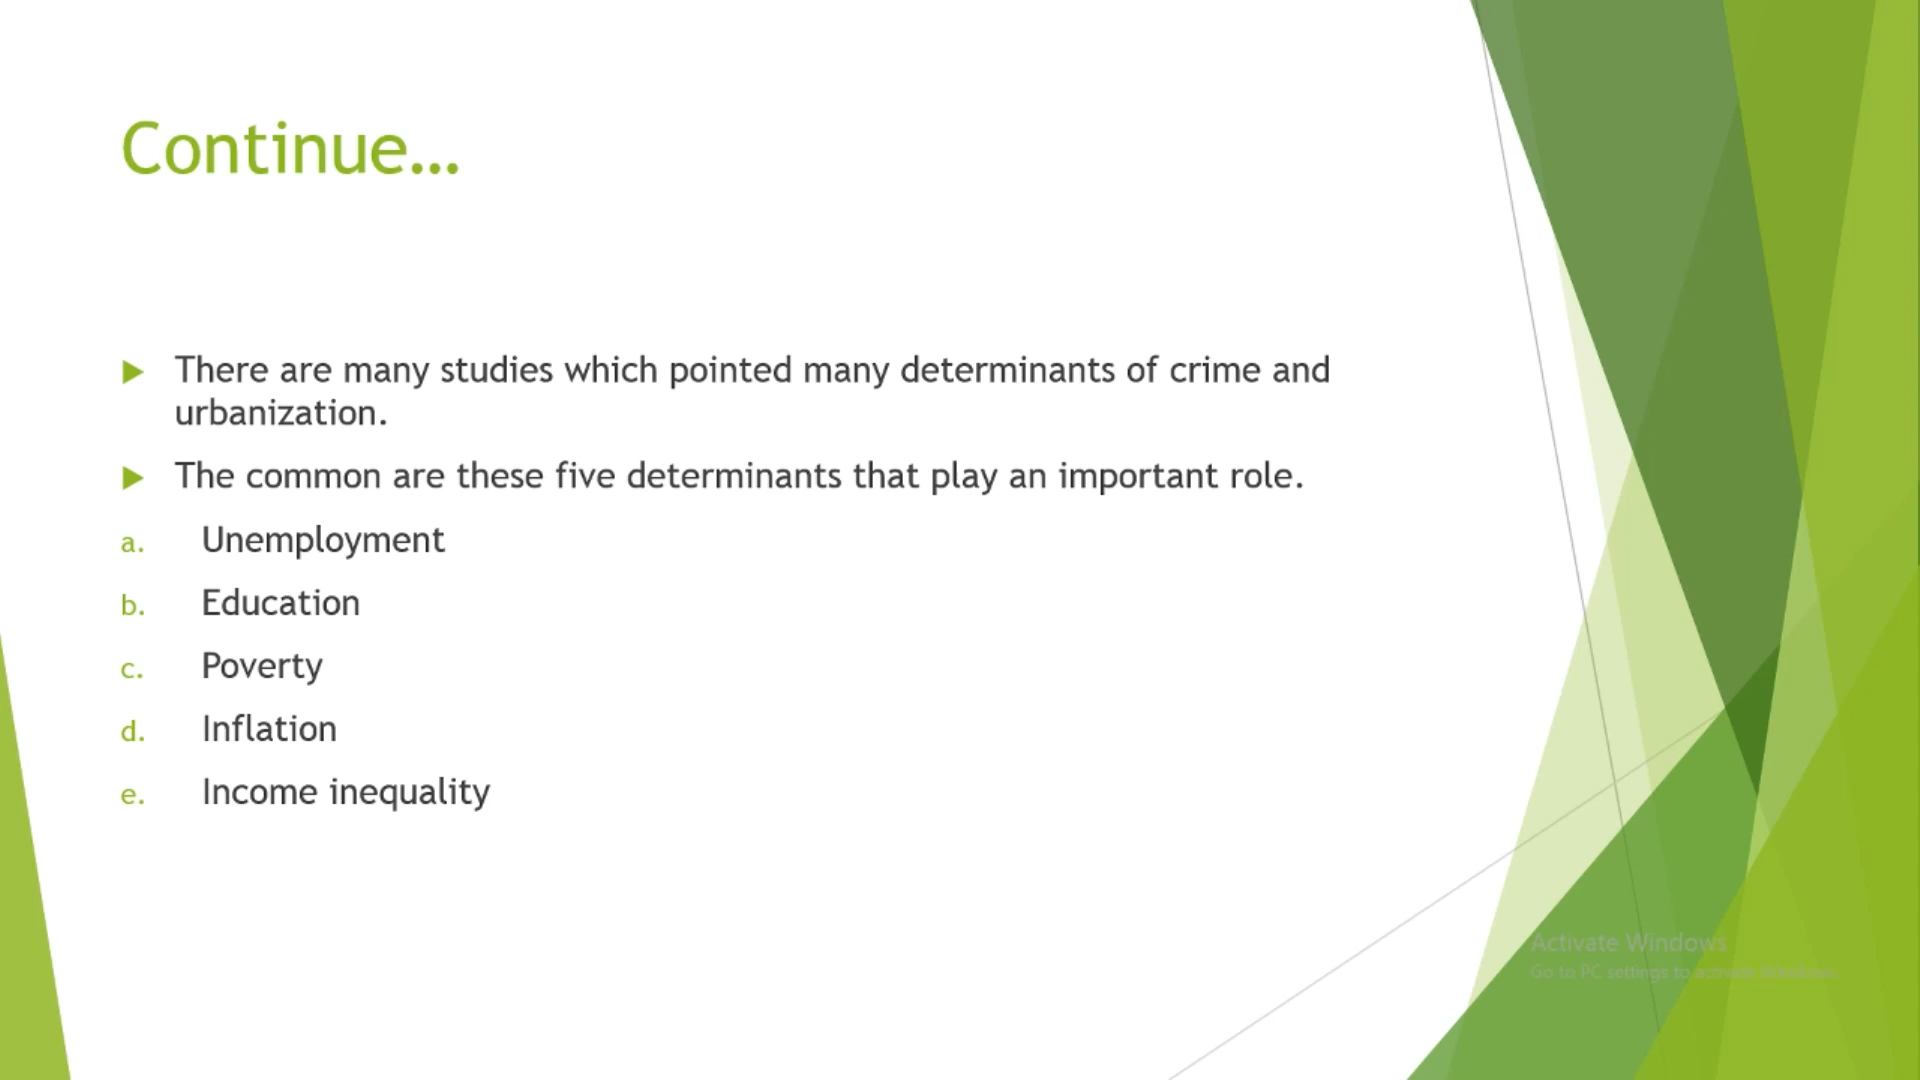 Continue...
There are many studies which pointed many determinants of crime and
urbanization.
The common are these five determinants that play an important role.
a. Unemployment
b. Education
c. Poverty
d. Inflation
e. Income inequality
Activate Windows
Go to PC settings to activate Windows.